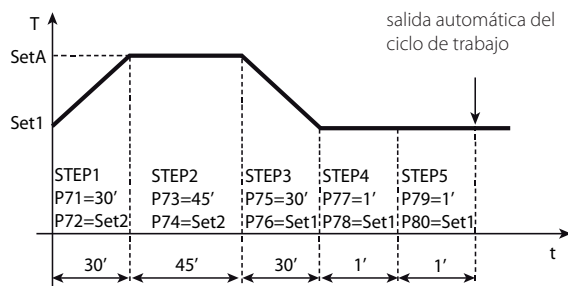 T
salida automática del
ciclo de trabajo
SetA
Set1
STEP1
P71=30'
P72=Set2
STEP2
P73=45'
P74=Set2
STEP3
P75=30'
P76=Set1
STEP4
P77=1'
P78=Set1
STEP5
P79=1'
P80=Set1
t
30'
45'
30'
1'
1'